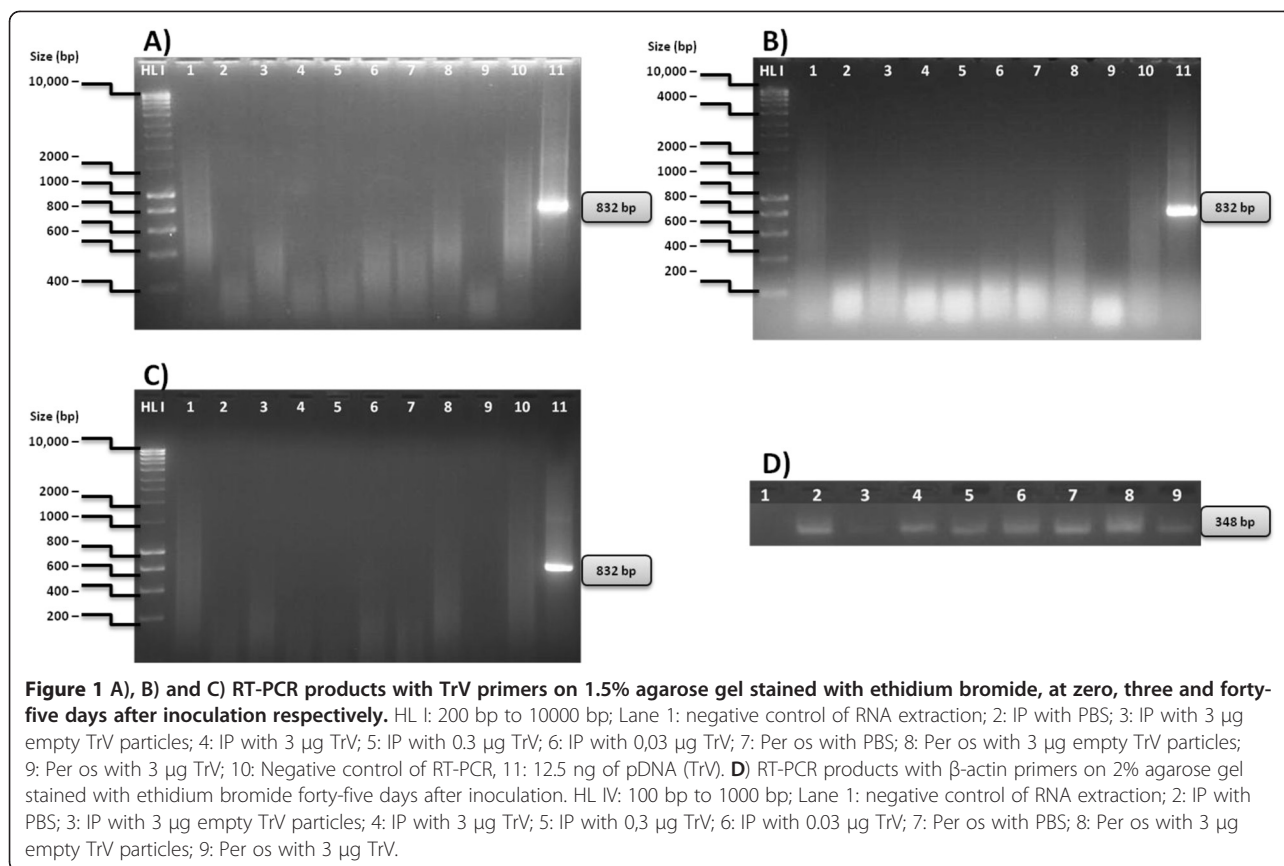 A)
Size (bp)
HL I 1 2 3 4 5 6 7 8 9 10 11
10,000 –
2000 –
1000 –
800 –
600 –
400 –
832 bp
B)
Size (bp)
HL I 1 2 3 4 5 6 7 8 9 10 11
10,000 –
4000 –
2000 –
1000 –
800 –
600 –
400 –
200 –
832 bp
C)
Size (bp)
HL I 1 2 3 4 5 6 7 8 9 10 11
10,000 –
2000 –
1000 –
800 –
600 –
400 –
200 –
832 bp
D)
1 2 3 4 5 6 7 8 9
348 bp
Figure 1 A), B) and C) RT-PCR products with TrV primers on 1.5% agarose gel stained with ethidium bromide, at zero, three and forty-
five days after inoculation respectively. HL I: 200 bp to 10000 bp; Lane 1: negative control of RNA extraction; 2: IP with PBS; 3: IP with 3 μg
empty TrV particles; 4: IP with 3 μg TrV; 5: IP with 0.3 μg TrV; 6: IP with 0,03 μg TrV; 7: Per os with PBS; 8: Per os with 3 μg empty TrV particles;
9: Per os with 3 μg TrV; 10: Negative control of RT-PCR, 11: 12.5 ng of pDNA (TrV). D) RT-PCR products with β-actin primers on 2% agarose gel
stained with ethidium bromide forty-five days after inoculation. HL IV: 100 bp to 1000 bp; Lane 1: negative control of RNA extraction; 2: IP with
PBS; 3: IP with 3 μg empty TrV particles; 4: IP with 3 μg TrV; 5: IP with 0,3 μg TrV; 6: IP with 0.03 μg TrV; 7: Per os with PBS; 8: Per os with 3 μg
empty TrV particles; 9: Per os with 3 μg TrV.